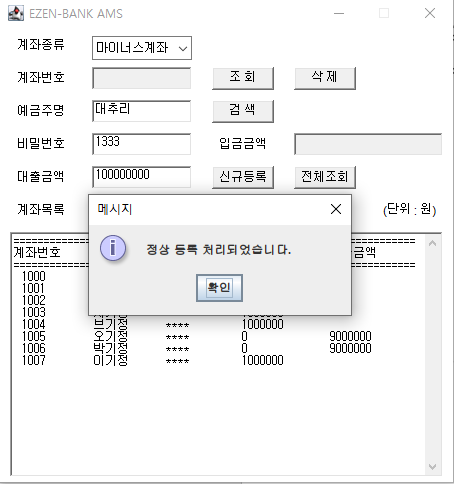 EZEN-BANK AMS
계좌종류 마이너스계좌
계좌번호 조 회 삭 제
예금주명 대추리 검 색
비밀번호 1333 입금금액
대출금액 100000000 신규등록 전체조회
계좌목록 (단위 : 원)
메시지
정상 등록 처리되었습니다.
확인
==========================================================
계좌번호 금액
==========================================================
1000
1001
1002
1003
1004 **** 1000000
1005 오기정 **** 0 9000000
1006 박기정 **** 0 9000000
1007 이기정 **** 1000000